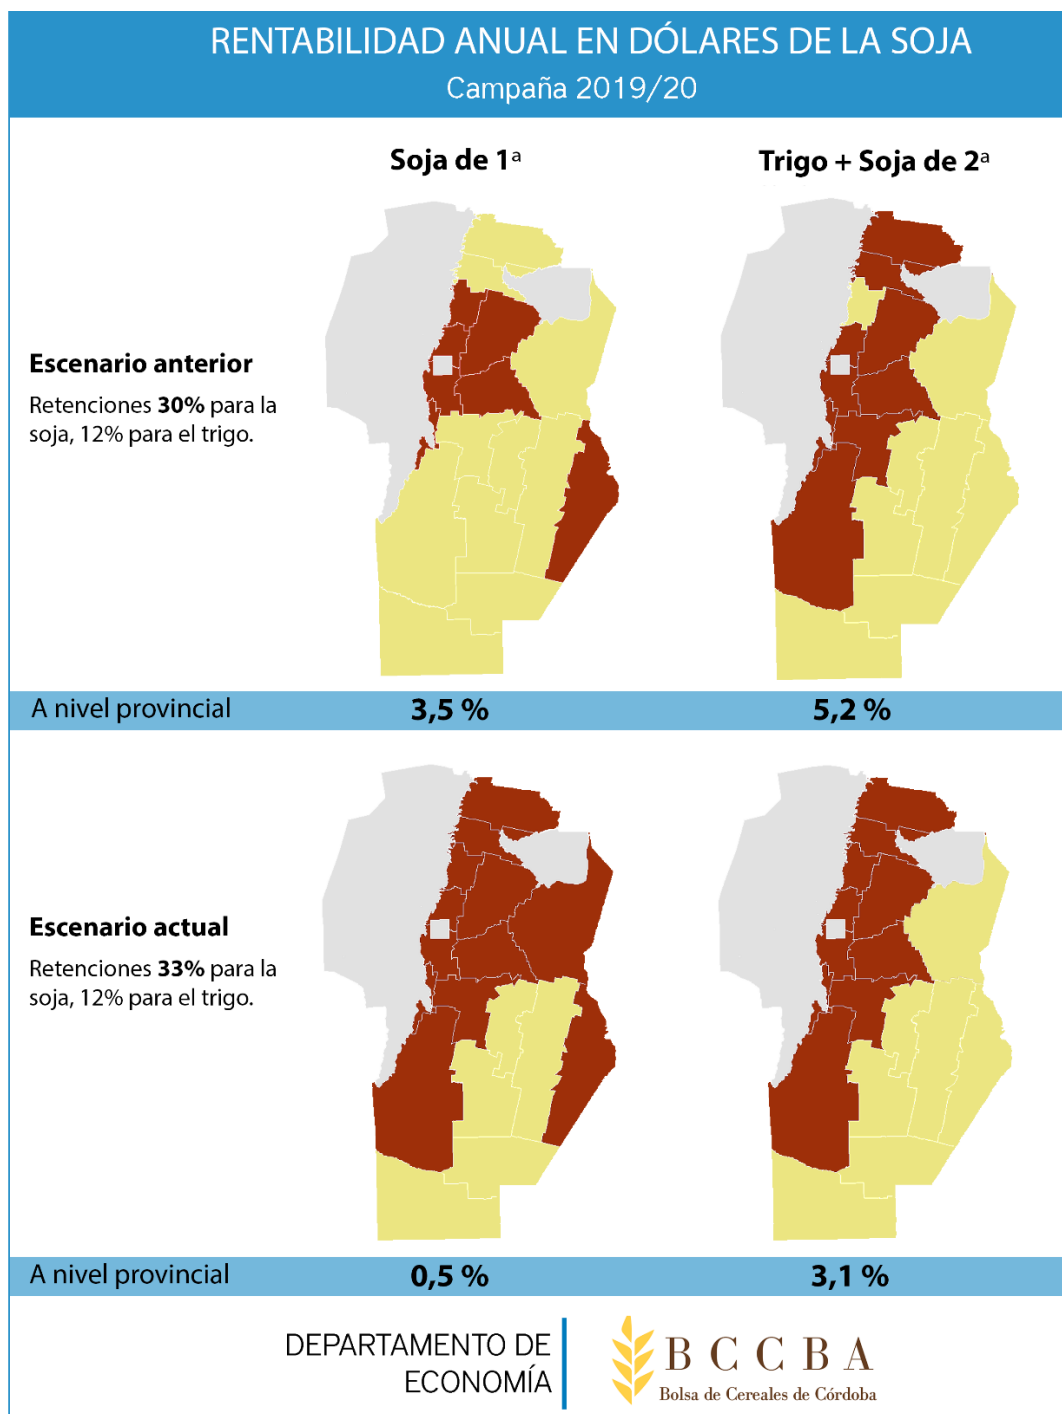 RENTABILIDAD ANUAL EN DÓLARES DE LA SOJA
Campaña 2019/20
Soja de 1ª
Trigo + Soja de 2ª
Escenario anterior
Retenciones 30% para la
soja, 12% para el trigo.
A nivel provincial
3,5 %
5,2 %
Escenario actual
Retenciones 33% para la
soja, 12% para el trigo.
A nivel provincial
0,5 %
3,1 %
DEPARTAMENTO DE
ECONOMÍA
BCCBA
Bolsa de Cereales de Córdoba